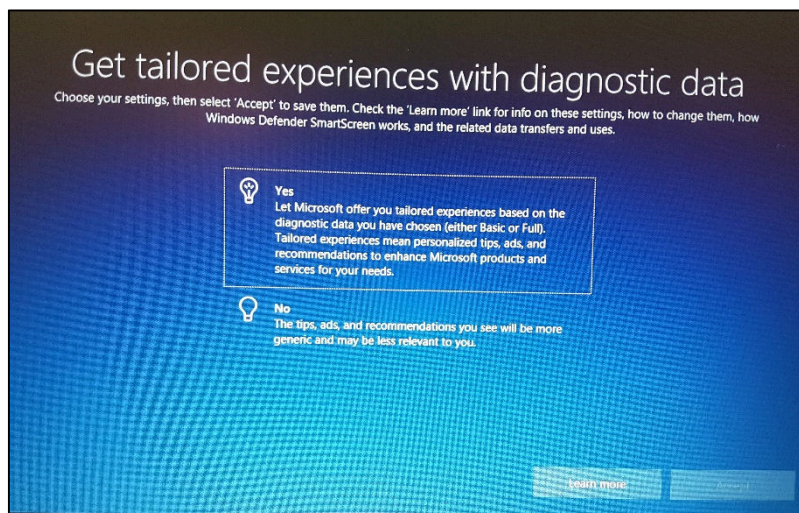 Get tailored experiences with diagnostic data
Choose your settings, then select 'Accept' to save them. Check the 'Learn more' link for info on these settings, how to change them, how
Windows Defender SmartScreen works, and the related data transfers and uses.
Yes
Let Microsoft offer you tailored experiences based on the
diagnostic data you have chosen (either Basic or Full).
Tailored experiences mean personalized tips, ads, and
recommendations to enhance Microsoft products and
services for your needs.
No
The tips, ads, and recommendations you see will be more
generic and may be less relevant to you.
Learn more
Accept